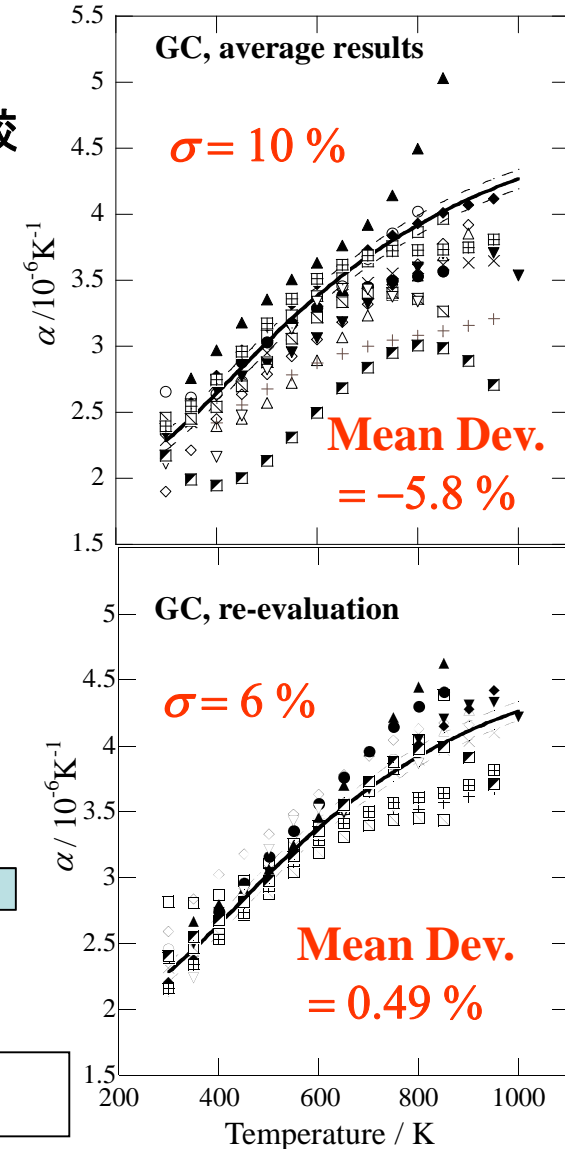 5.5
GC, average results
5
較
σ = 10 %
4.5
4
α /10⁻⁶K⁻¹
3.5
3
2.5
Mean Dev.
= −5.8 %
2
1.5
GC, re-evaluation
5
σ = 6 %
4.5
4
α / 10⁻⁶K⁻¹
3.5
3
2.5
Mean Dev.
= 0.49 %
2
1.5
200 400 600 800 1000
Temperature / K